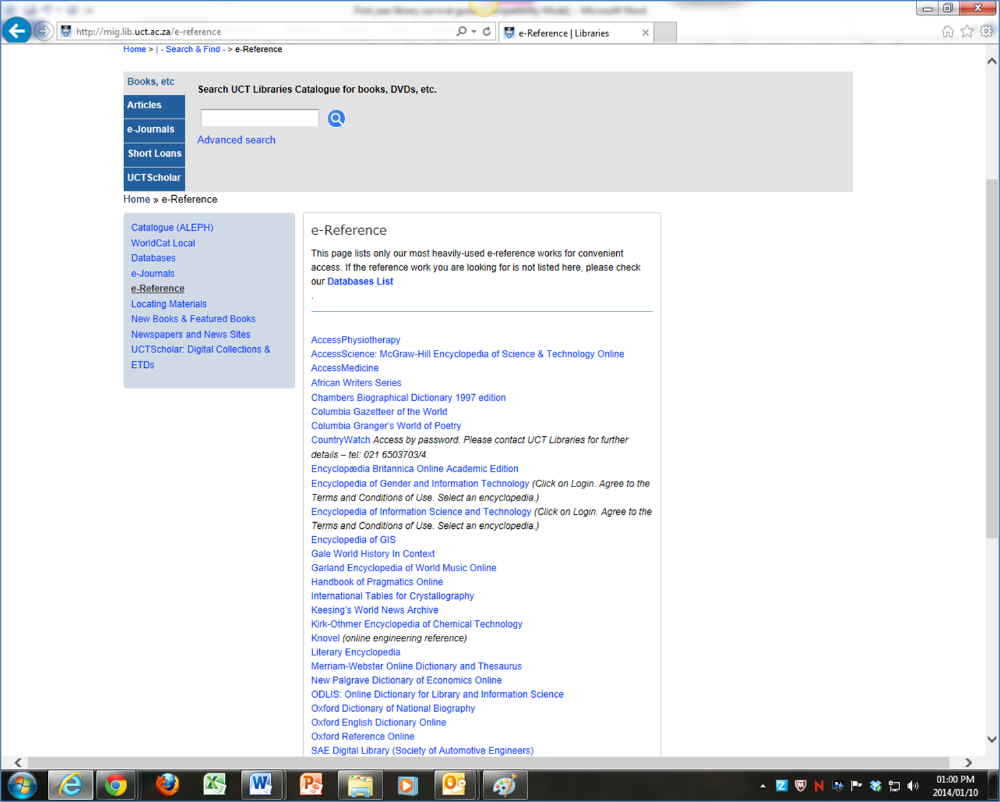 First year library survival guide [Compatibility Mode] - Microsoft Word
http://mig.lib.uct.ac.za/e-reference
e-Reference | Libraries
Home > | - Search & Find - > e-Reference
Books, etc
Articles
e-Journals
Short Loans
UCTScholar
Search UCT Libraries Catalogue for books, DVDs, etc.
Advanced search
Home » e-Reference
Catalogue (ALEPH)
WorldCat Local
Databases
e-Journals
e-Reference
Locating Materials
New Books & Featured Books
Newspapers and News Sites
UCTScholar: Digital Collections &
ETDs
e-Reference
This page lists only our most heavily-used e-reference works for convenient
access. If the reference work you are looking for is not listed here, please check
our Databases List
.
AccessPhysiotherapy
AccessScience: McGraw-Hill Encyclopedia of Science & Technology Online
AccessMedicine
African Writers Series
Chambers Biographical Dictionary 1997 edition
Columbia Gazetteer of the World
Columbia Granger's World of Poetry
CountryWatch Access by password. Please contact UCT Libraries for further
details – tel: 021 6503703/4.
Encyclopædia Britannica Online Academic Edition
Encyclopedia of Gender and Information Technology (Click on Login. Agree to the
Terms and Conditions of Use. Select an encyclopedia.)
Encyclopedia of Information Science and Technology (Click on Login. Agree to the
Terms and Conditions of Use. Select an encyclopedia.)
Encyclopedia of GIS
Gale World History In Context
Garland Encyclopedia of World Music Online
Handbook of Pragmatics Online
International Tables for Crystallography
Keesing's World News Archive
Kirk-Othmer Encyclopedia of Chemical Technology
Knovel (online engineering reference)
Literary Encyclopedia
Merriam-Webster Online Dictionary and Thesaurus
New Palgrave Dictionary of Economics Online
ODLIS: Online Dictionary for Library and Information Science
Oxford Dictionary of National Biography
Oxford English Dictionary Online
Oxford Reference Online
SAE Digital Library (Society of Automotive Engineers)
01:00 PM
2014/01/10